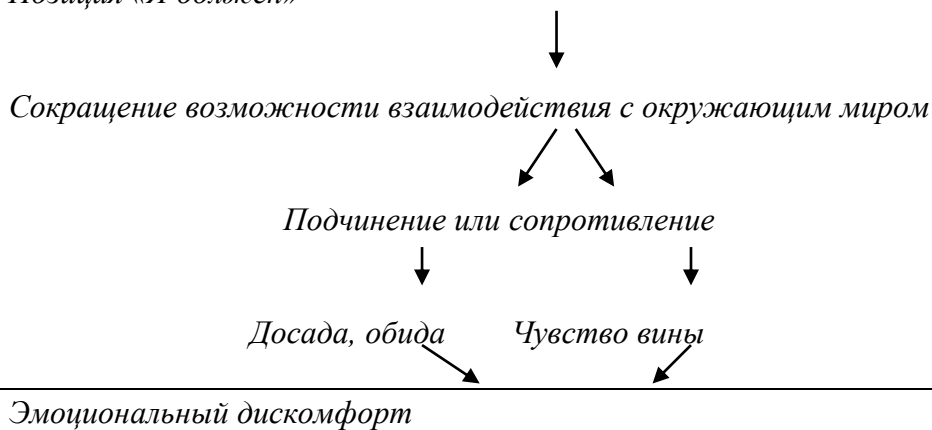 Позиция «Я должен»
Сокращение возможности взаимодействия с окружающим миром
Подчинение или сопротивление
Досада, обида Чувство вины
Эмоциональный дискомфорт